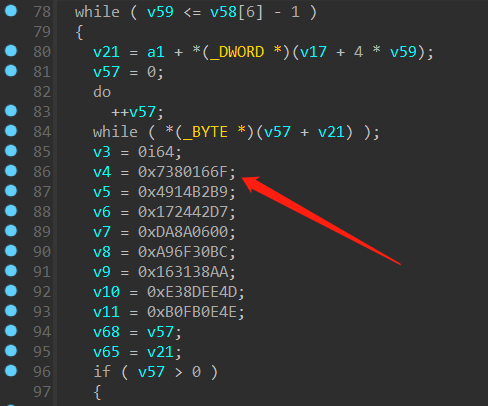 78 while ( v59 <= v58[6] - 1 )
79 {
80 v21 = a1 + *(_DWORD *)(v17 + 4 * v59);
81 v57 = 0;
82 do
83 ++v57;
84 while ( *(_BYTE *)(v57 + v21) );
85 v3 = 0i64;
86 v4 = 0x7380166F;
87 v5 = 0x4914B2B9;
88 v6 = 0x172442D7;
89 v7 = 0xDA8A0600;
90 v8 = 0xA96F30BC;
91 v9 = 0x163138AA;
92 v10 = 0xE38DEE4D;
93 v11 = 0xB0FB0E4E;
94 v68 = v57;
95 v65 = v21;
96 if ( v57 > 0 )
97 {